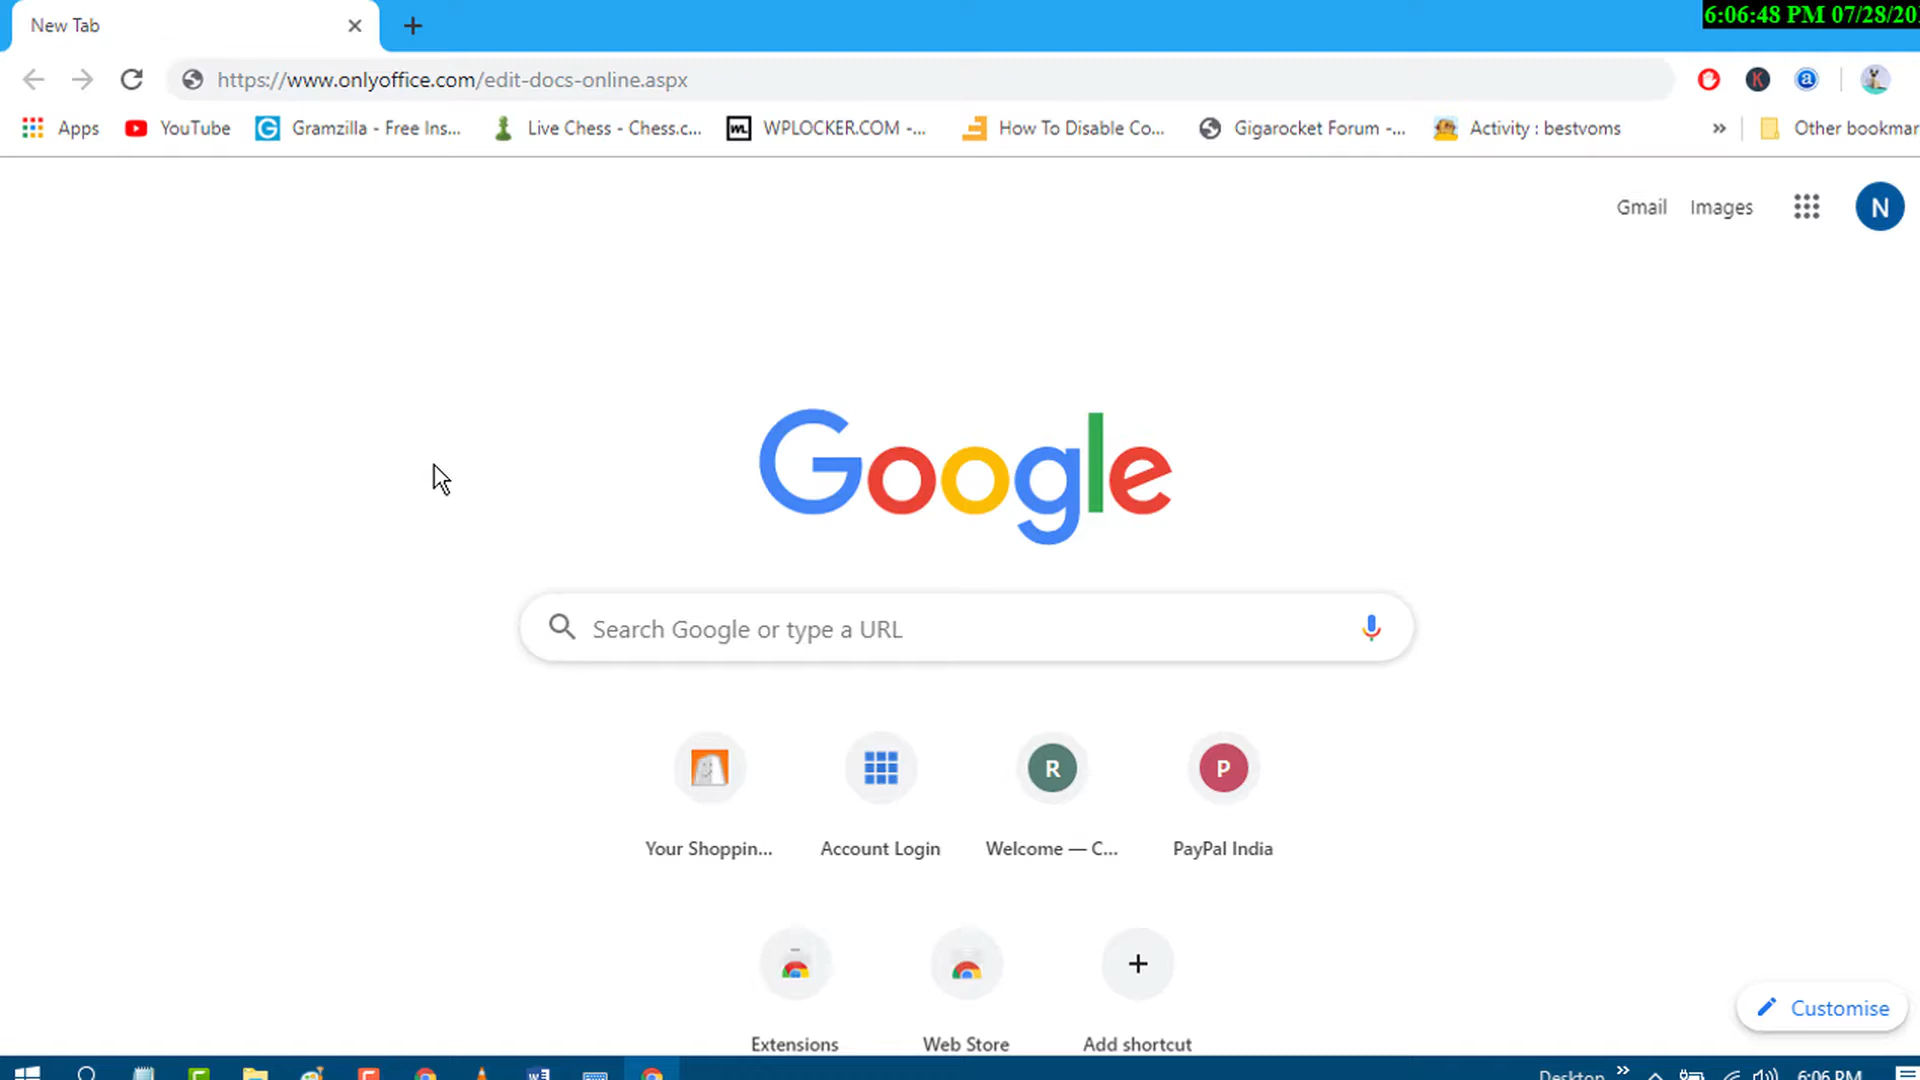 New Tab
6:06:48 PM 07/28/20
https://www.onlyoffice.com/edit-docs-online.aspx
K
a
Apps
YouTube
G
Gramzilla - Free Ins...
Live Chess - Chess.c...
WPLOCKER.COM -...
How To Disable Co...
Gigarocket Forum -...
Activity : bestvoms
»
Other bookmar
Gmail
Images
N
Google
Search Google or type a URL
R
P
Your Shoppin...
Account Login
Welcome — C...
PayPal India
Extensions
Web Store
Add shortcut
Customise
Desktop
»
6:06 PM